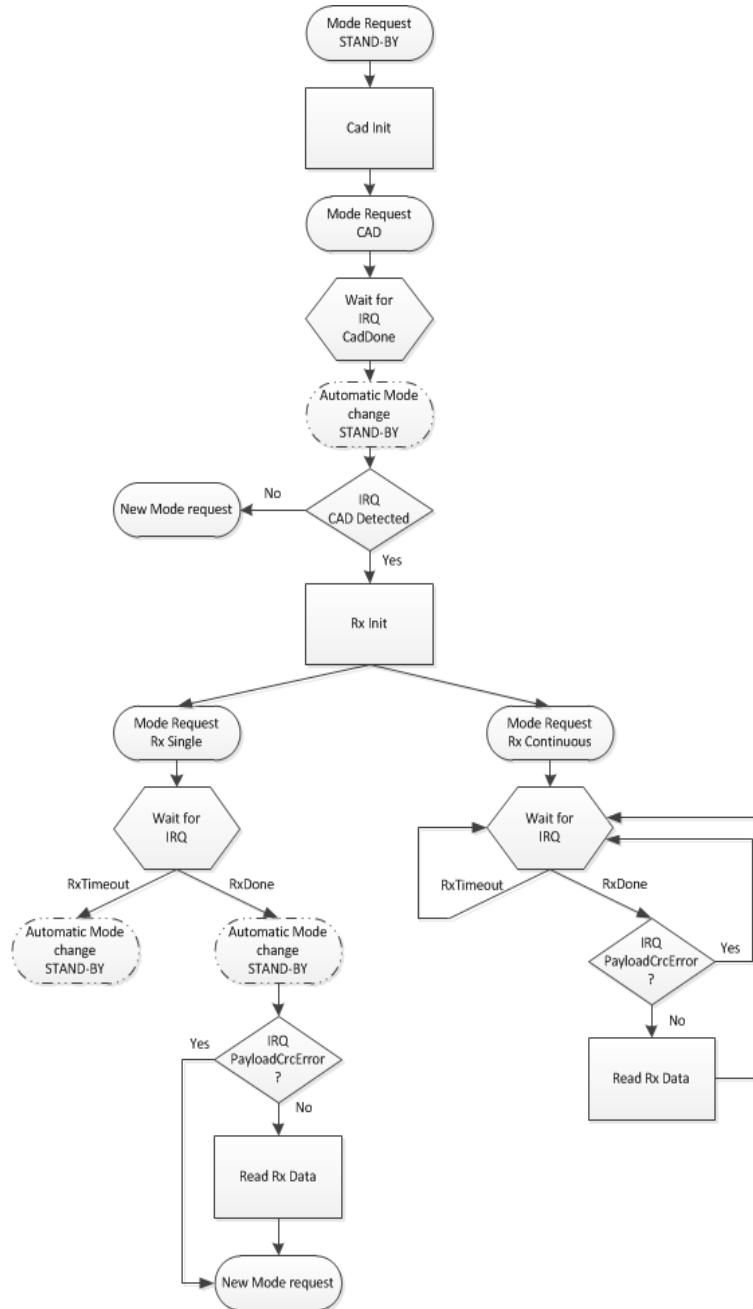 Mode Request
STAND-BY
Cad Init
Mode Request
CAD
Wait for
IRQ
CadDone
Automatic Mode
change
STAND-BY
IRQ
CAD Detected
No
New Mode request
Yes
Rx Init
Mode Request
Rx Single
Mode Request
Rx Continuous
Wait for
IRQ
Wait for
IRQ
RxTimeout
RxDone
RxTimeout
RxDone
Automatic Mode
change
STAND-BY
Automatic Mode
change
STAND-BY
IRQ
PayloadCrcError
?
Yes
No
Read Rx Data
IRQ
PayloadCrcError
?
Yes
No
Read Rx Data
New Mode request